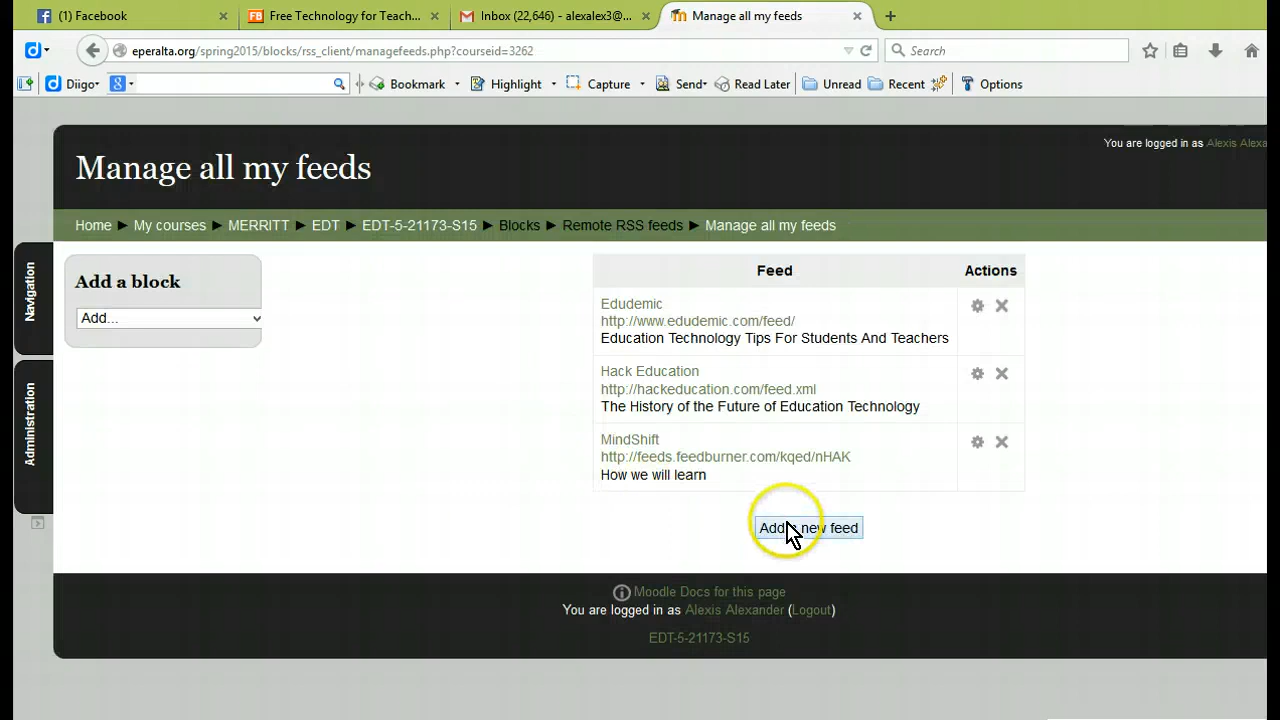 (1) Facebook
Free Technology for Teach...
Inbox (22,646) - alexalex3@...
Manage all my feeds
eperalta.org/spring2015/blocks/rss_client/managefeeds.php?courseid=3262
Search
Diigo
Bookmark
Highlight
Capture
Send
Read Later
Unread
Recent
Options
Manage all my feeds
You are logged in as Alexis Alexa
Home ► My courses ► MERRITT ► EDT ► EDT-5-21173-S15 ► Blocks ► Remote RSS feeds ► Manage all my feeds
Navigation
Administration
Add a block
Add...
Feed Actions
Edudemic
http://www.edudemic.com/feed/
Education Technology Tips For Students And Teachers
Hack Education
http://hackeducation.com/feed.xml
The History of the Future of Education Technology
MindShift
http://feeds.feedburner.com/kqed/nHAK
How we will learn
Add new feed
Moodle Docs for this page
You are logged in as Alexis Alexander (Logout)
EDT-5-21173-S15